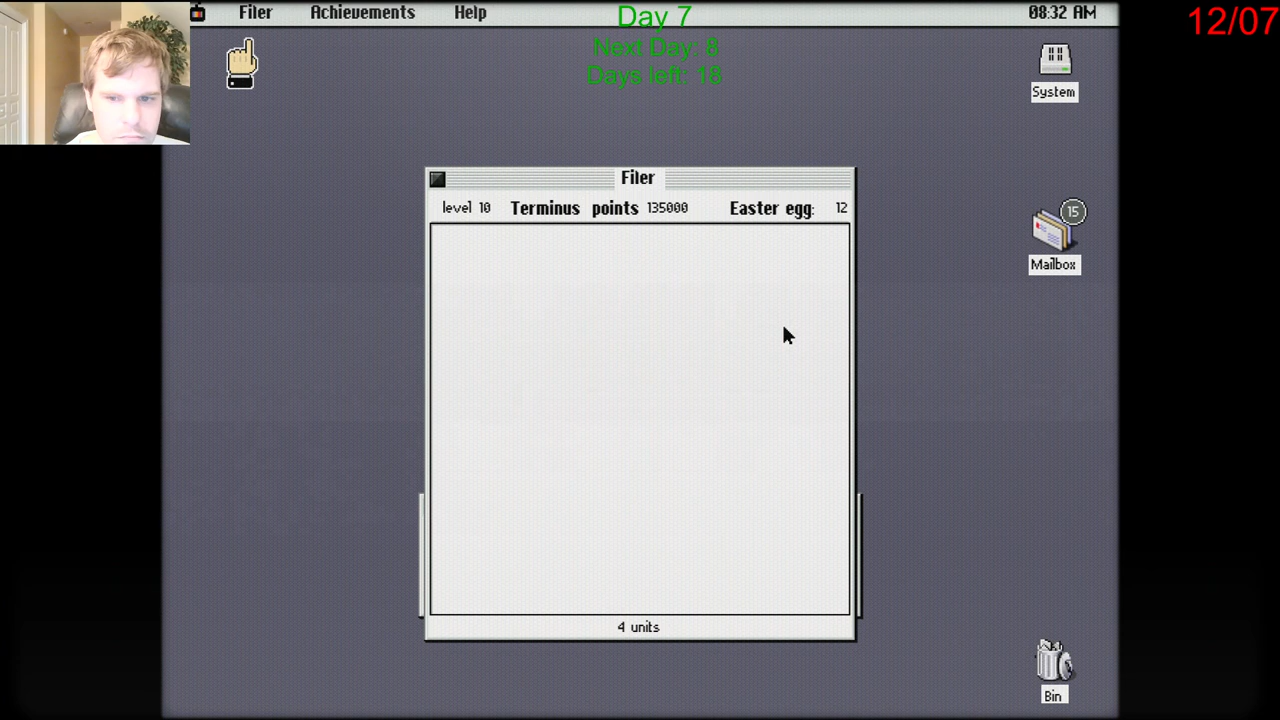 Filer Achievements Help
Day 7
08:32 AM
12/07
Next Day: 8
Days left: 18
System
Filer
level 10 Terminus points 135000 Easter egg: 12
15
Mailbox
4 units
Bin